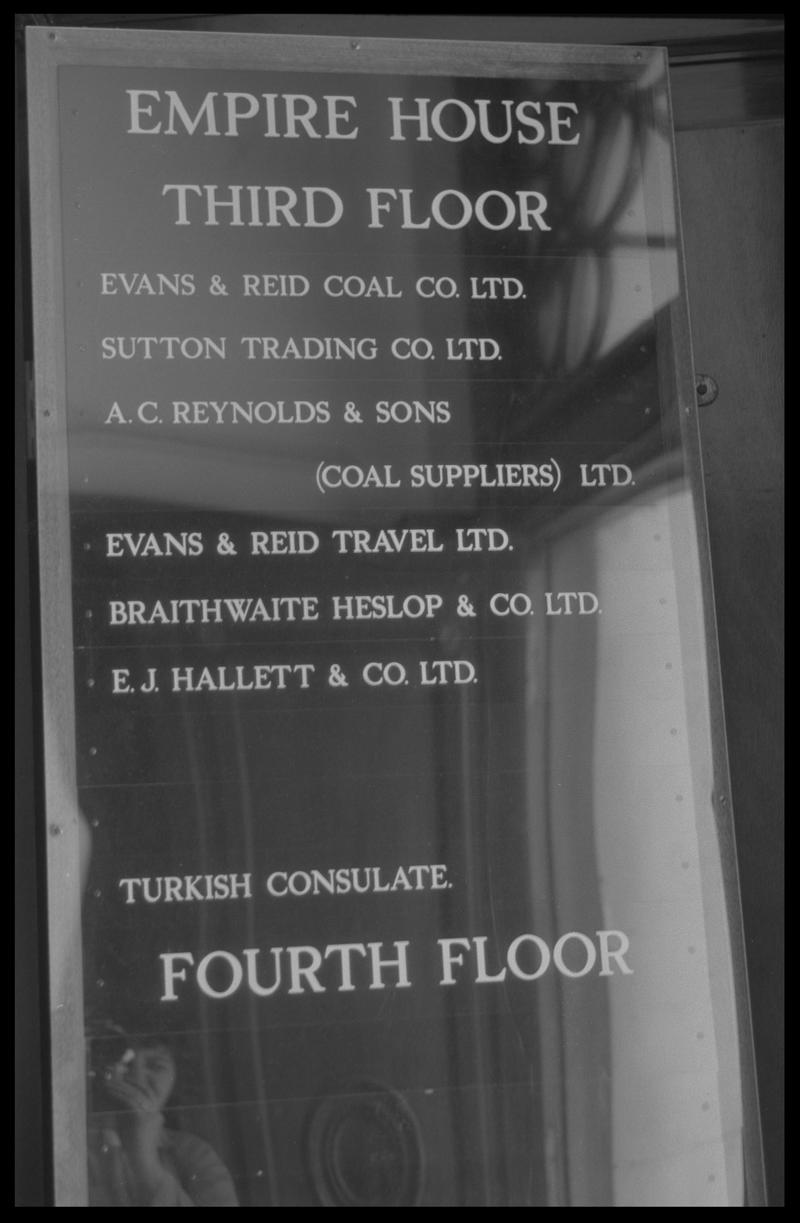 EMPIRE HOUSE
THIRD FLOOR
EVANS & REID COAL CO. LTD.
SUTTON TRADING CO. LTD.
A. C. REYNOLDS & SONS
(COAL SUPPLIERS) LTD.
EVANS & REID TRAVEL LTD.
BRAITHWAITE HESLOP & CO. LTD.
E. J. HALLETT & CO. LTD.
TURKISH CONSULATE.
FOURTH FLOOR